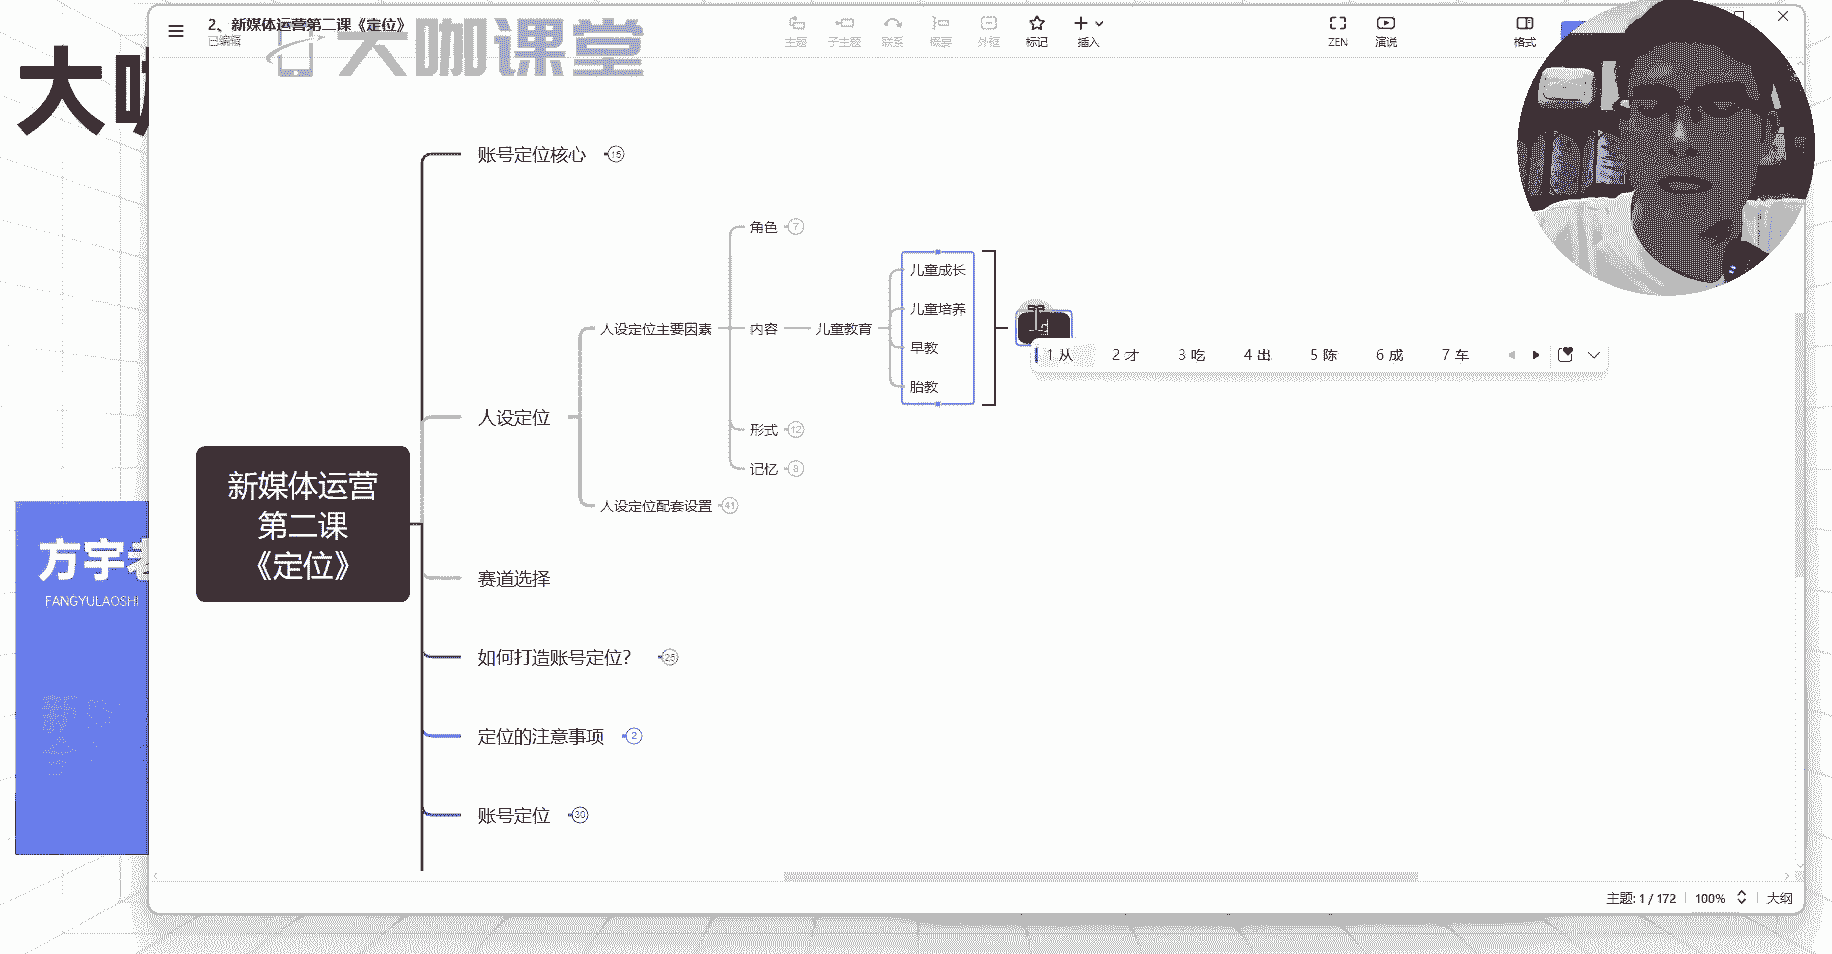 2、新媒体运营第二课《定位》
已编辑
大咖课堂
主题
子主题
联系
概要
外框
标记
插入
ZEN
演说
格式
大
账号定位核心 15
角色 7
儿童成长
儿童培养
人设定位主要因素
内容
儿童教育
早教
1 从 2 才 3 吃 4 出 5 陈 6 成 7 车
胎教
人设定位
形式 12
记忆 8
新媒体运营
第二课
《定位》
人设定位配套设置 41
方宇老
FANGYULAOSHI
赛道选择
如何打造账号定位？ 25
定位的注意事项 2
账号定位 30
主题: 1 / 172
100%
大纲